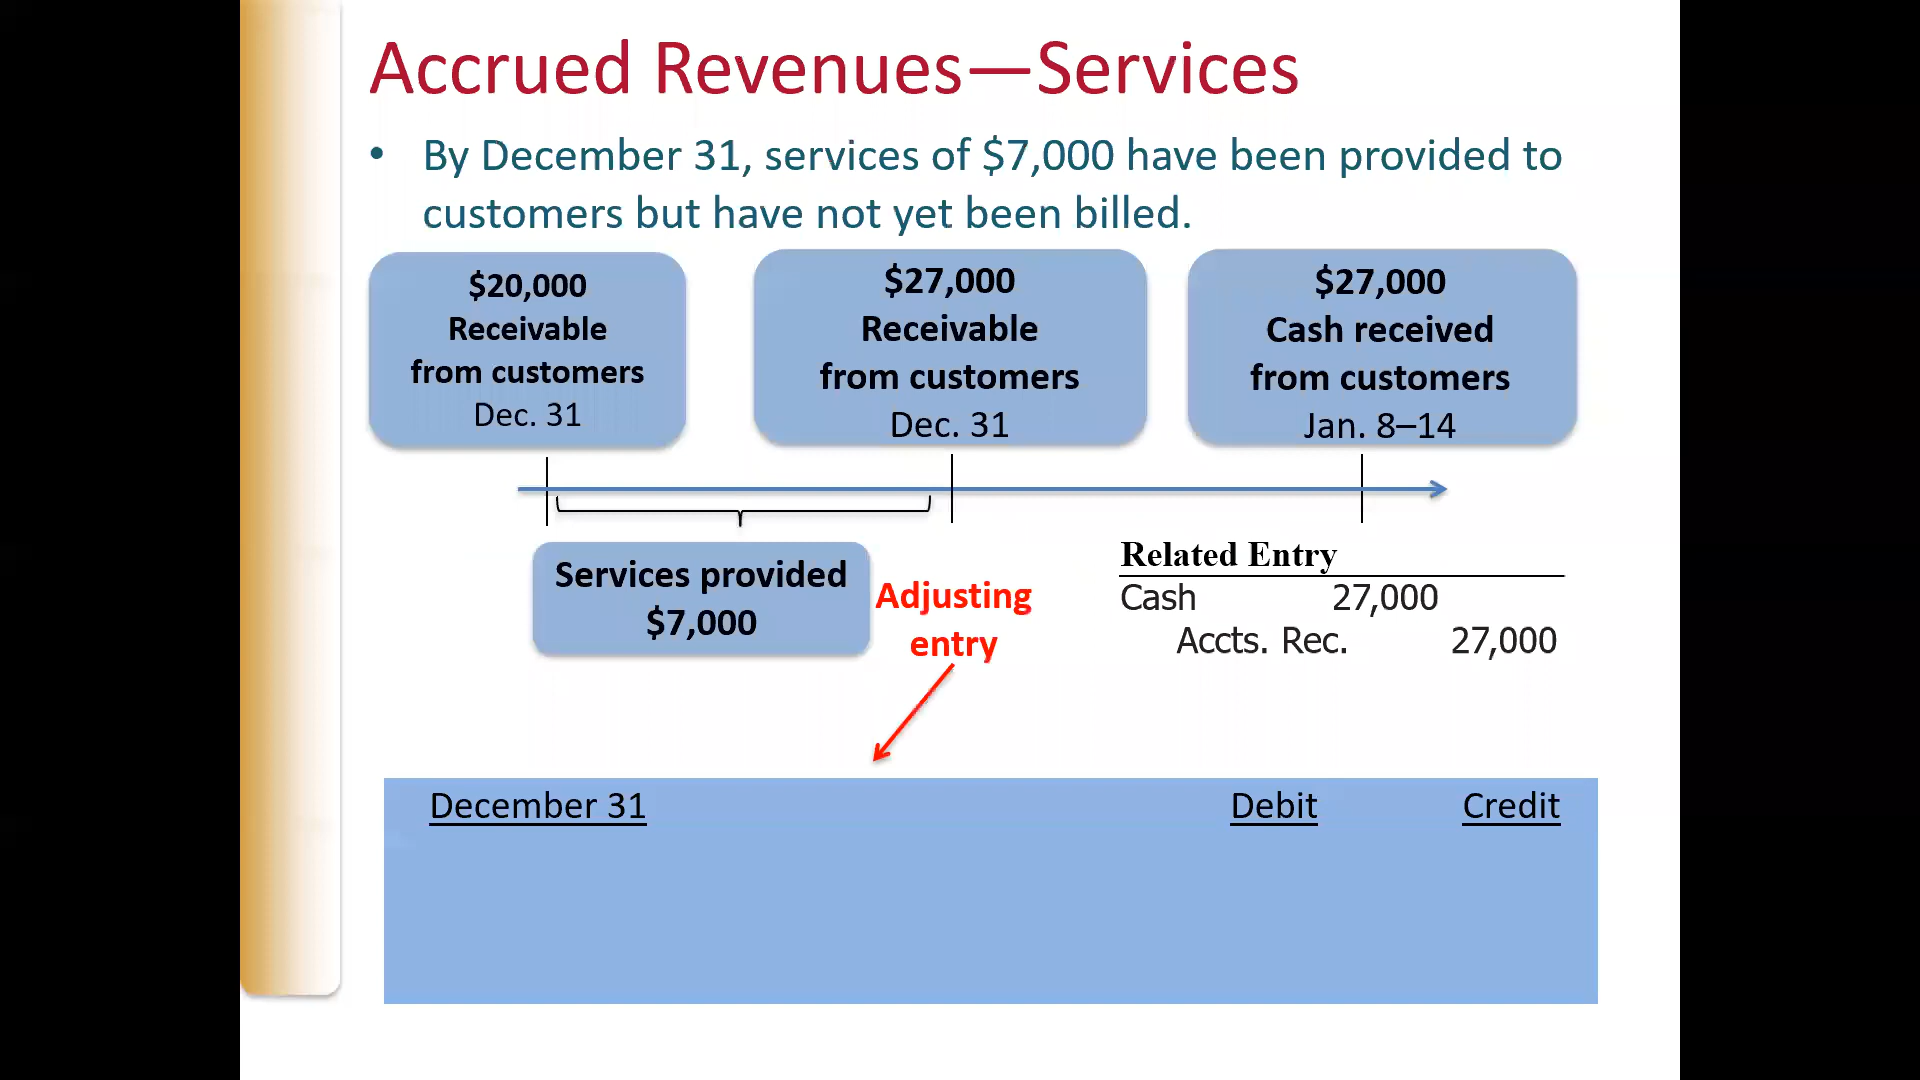 Accrued Revenues—Services
• By December 31, services of $7,000 have been provided to
customers but have not yet been billed.
$20,000
Receivable
from customers
Dec. 31
$27,000
Receivable
from customers
Dec. 31
$27,000
Cash received
from customers
Jan. 8–14
Services provided
$7,000
Adjusting
entry
Related Entry
Cash 27,000
Accts. Rec. 27,000
December 31 Debit Credit